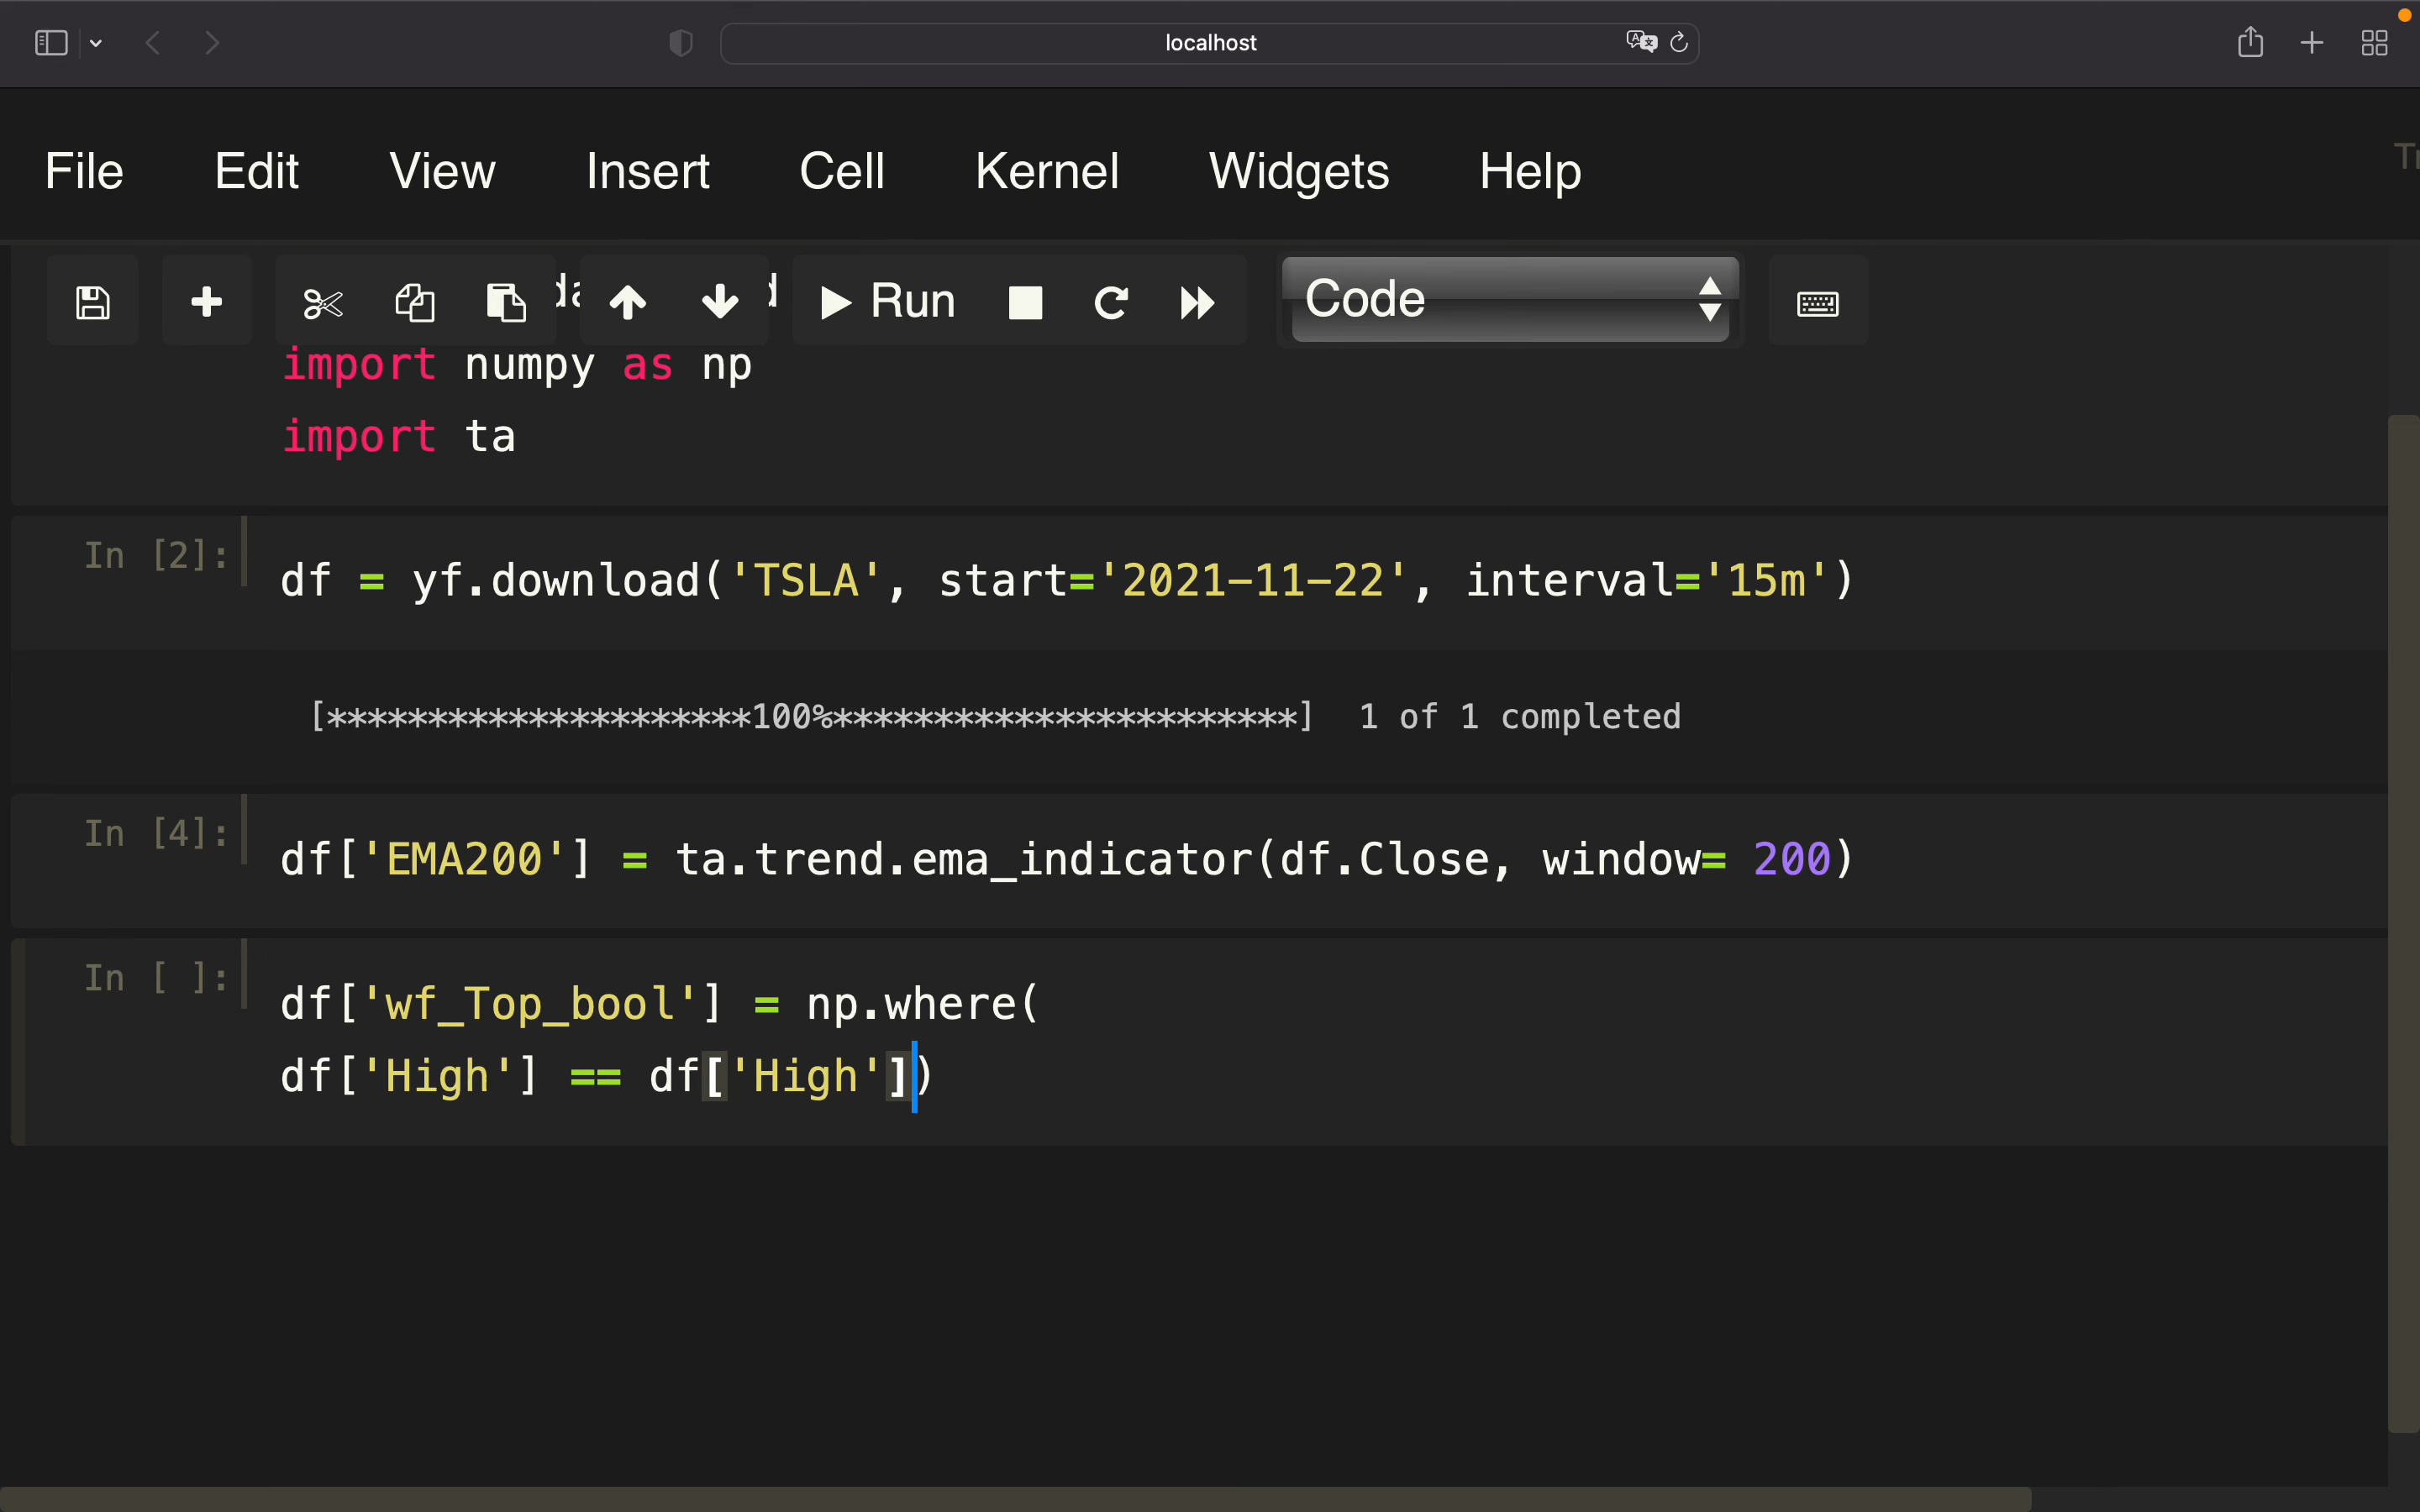 localhost
File Edit View Insert Cell Kernel Widgets Help
Run Code
import numpy as np
import ta
In [2]:
df = yf.download('TSLA', start='2021-11-22', interval='15m')
[*********************100%***********************] 1 of 1 completed
In [4]:
df['EMA200'] = ta.trend.ema_indicator(df.Close, window= 200)
In [ ]:
df['wf_Top_bool'] = np.where(
df['High'] == df['High'])